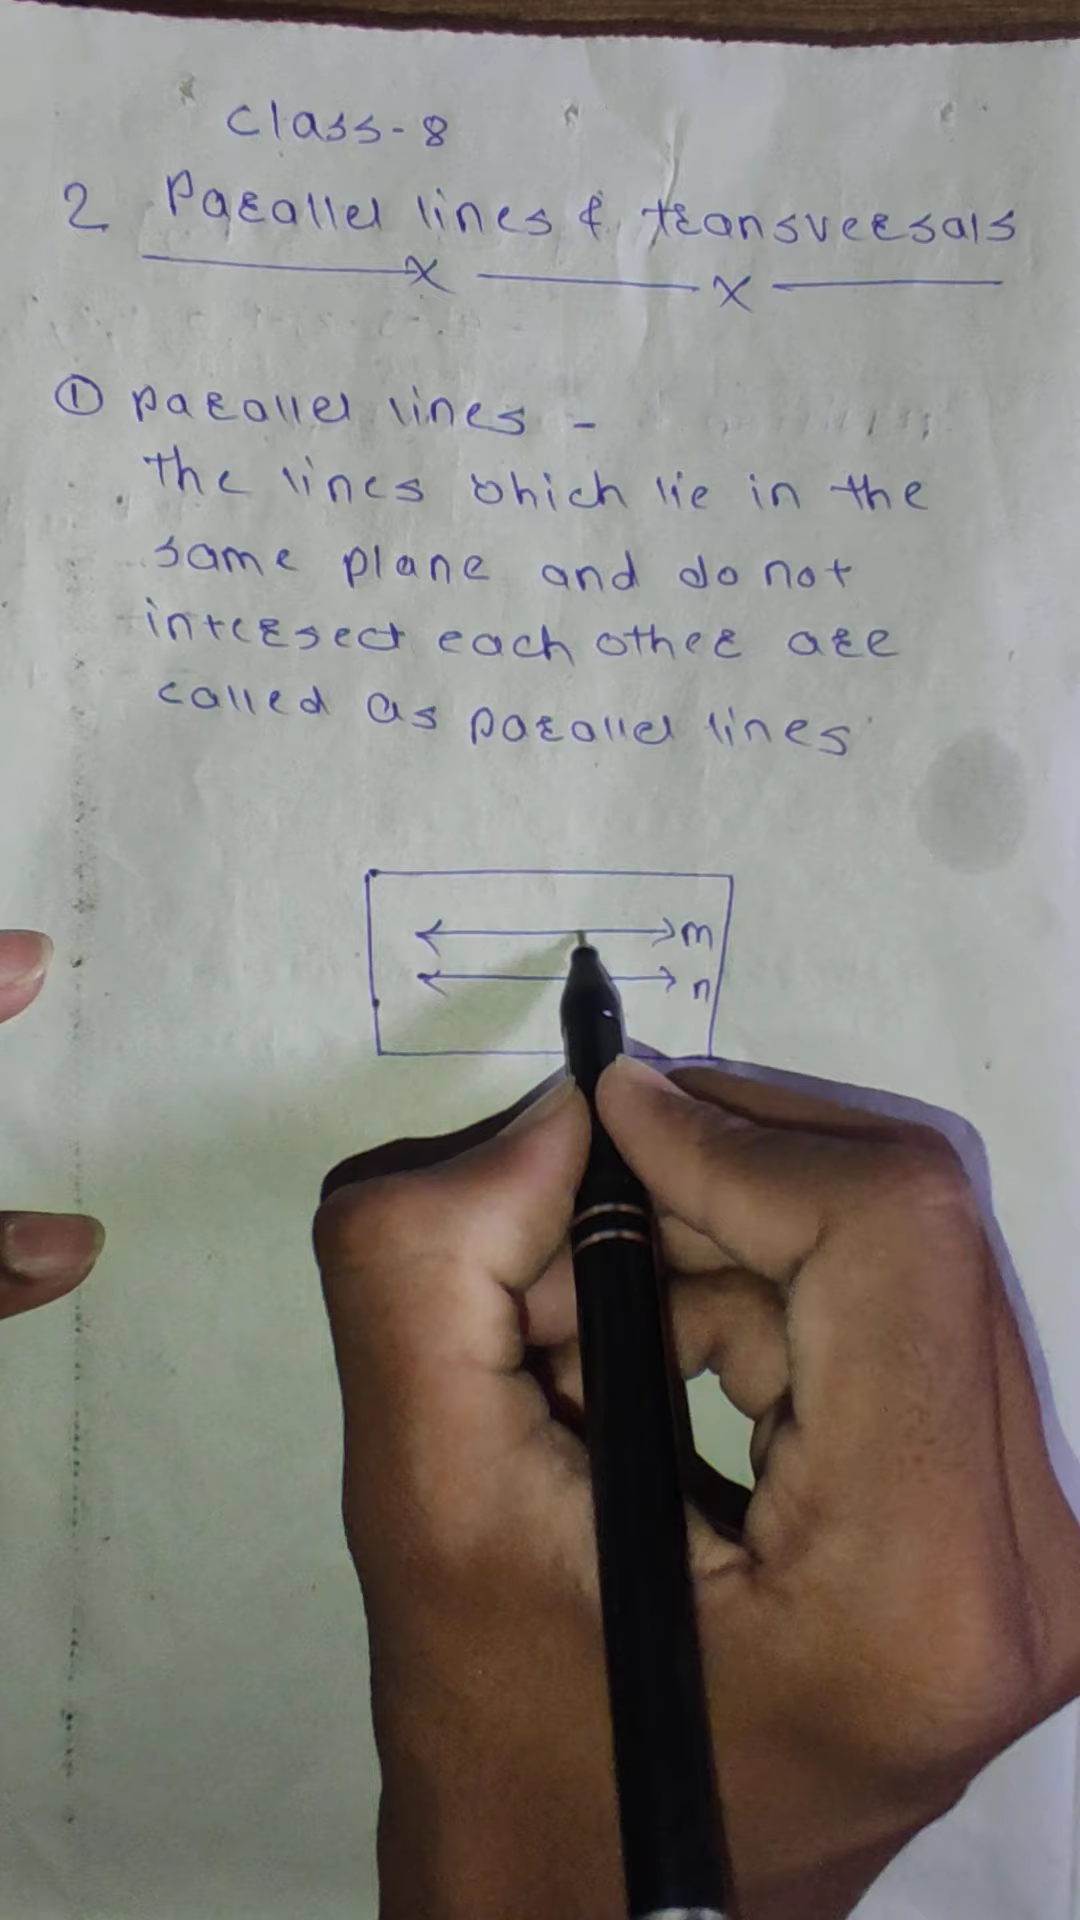 Class-8
2 Parallel lines & transversals
① parallel lines -
The lines which lie in the
same plane and do not
intersect each other are
called as parallel lines
m
n